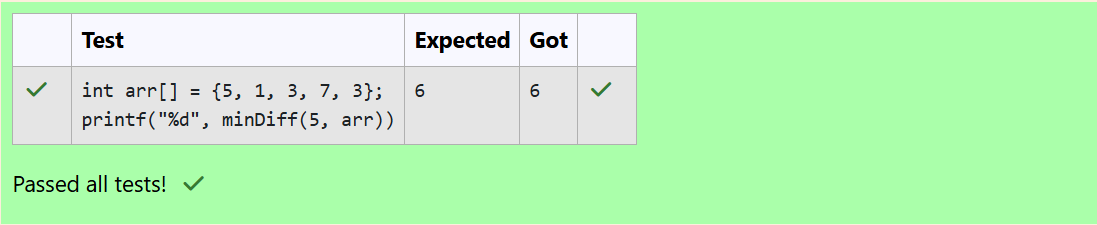 Test Expected Got
int arr[] = {5, 1, 3, 7, 3}; 6 6
printf("%d", minDiff(5, arr))
Passed all tests!